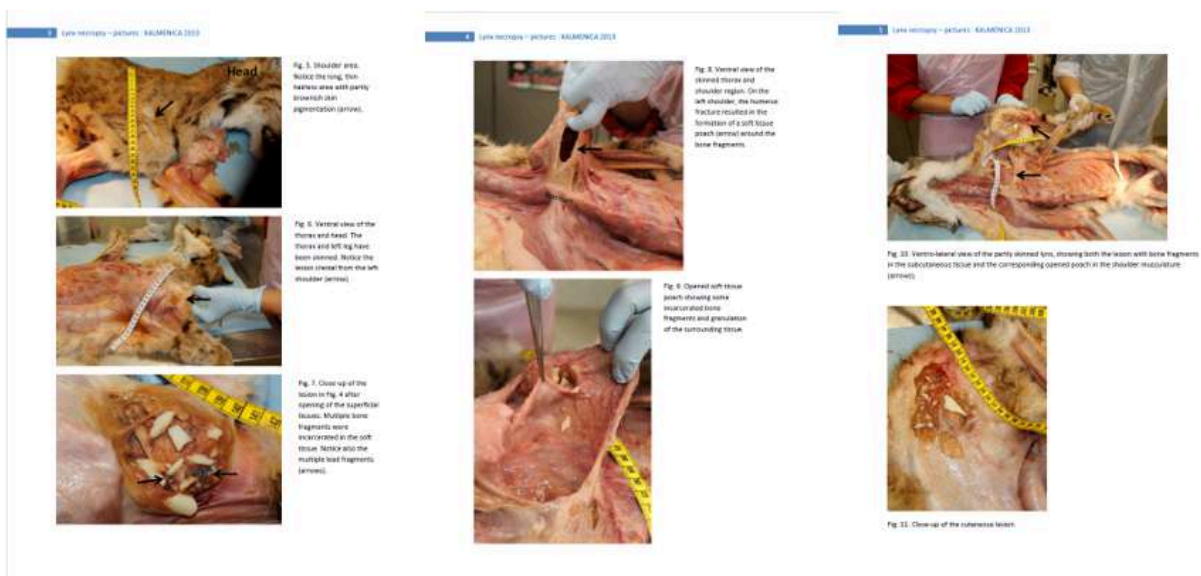 3 Lynx necropsy – pictures : KALMENICA 2013
Head
Fig. 5. Shoulder area.
Notice the long, thin
hairless area with partly
brownish skin
pigmentation (arrow).
Fig. 6. Ventral view of the
thorax and head. The
thorax and left leg have
been skinned. Notice the
lesion cranial from the left
shoulder (arrow)
Fig. 7. Close up of the
lesion in Fig. 4 after
opening of the superficial
tissues. Multiple bone
fragments were
incarcerated in the soft
tissue. Notice also the
multiple lead fragments
(arrows).
4 Lynx necropsy – pictures : KALMENICA 2013
Fig. 8. Ventral view of the
skinned thorax and
shoulder region. On the
left shoulder, the humerus
fracture resulted in the
formation of a soft tissue
poach (arrow) around the
bone fragments.
Fig. 9. Opened soft tissue
poach showing some
incarcerated bone
fragments and granulation
of the surrounding tissue.
5 Lynx necropsy – pictures : KALMENICA 2013
Fig. 10. Ventro-lateral view of the partly skinned lynx, showing both the lesion with bone fragments
in the subcutaneous tissue and the corresponding opened poach in the shoulder musculature
(arrows).
Fig. 11. Close-up of the cutaneous lesion.